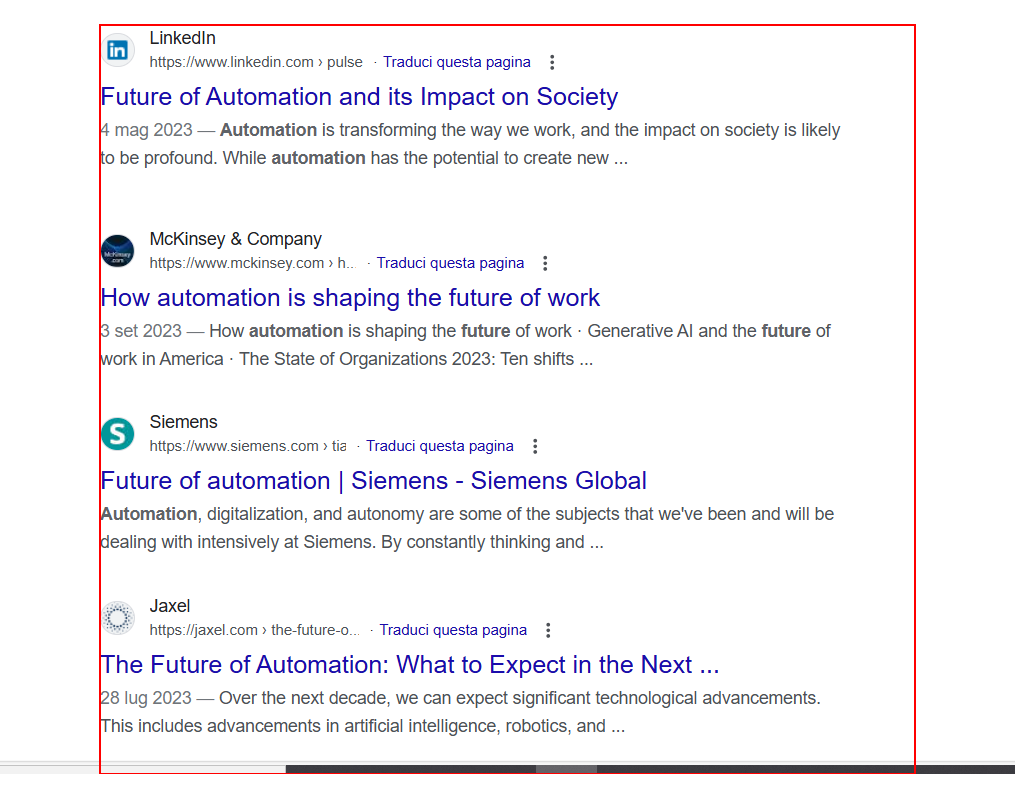 LinkedIn
https://www.linkedin.com › pulse · Traduci questa pagina
Future of Automation and its Impact on Society
4 mag 2023 — Automation is transforming the way we work, and the impact on society is likely
to be profound. While automation has the potential to create new ...
McKinsey & Company
https://www.mckinsey.com › h... · Traduci questa pagina
How automation is shaping the future of work
3 set 2023 — How automation is shaping the future of work · Generative AI and the future of
work in America · The State of Organizations 2023: Ten shifts ...
Siemens
https://www.siemens.com › tia · Traduci questa pagina
Future of automation | Siemens - Siemens Global
Automation, digitalization, and autonomy are some of the subjects that we've been and will be
dealing with intensively at Siemens. By constantly thinking and ...
Jaxel
https://jaxel.com › the-future-o... · Traduci questa pagina
The Future of Automation: What to Expect in the Next ...
28 lug 2023 — Over the next decade, we can expect significant technological advancements.
This includes advancements in artificial intelligence, robotics, and ...